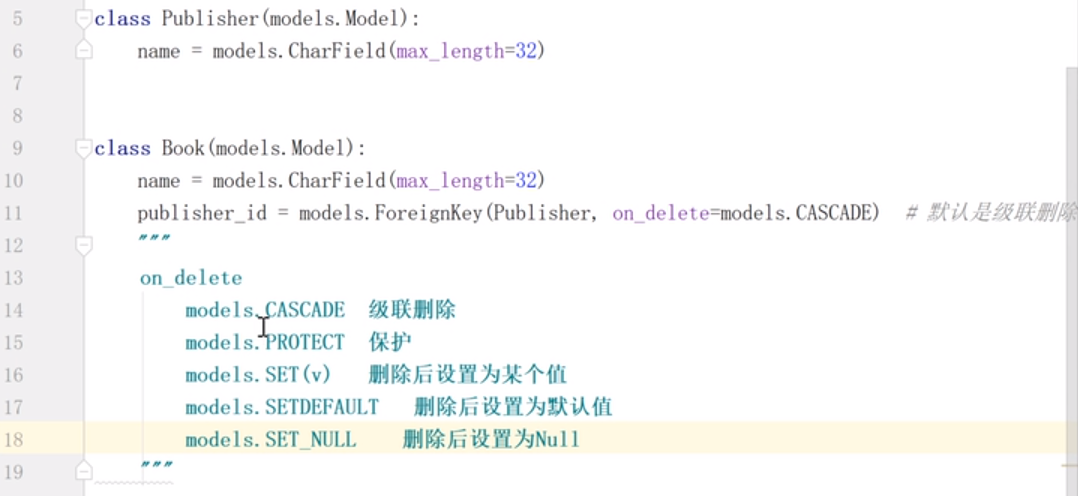 5 class Publisher(models.Model):
6 name = models.CharField(max_length=32)
7
8
9 class Book(models.Model):
10 name = models.CharField(max_length=32)
11 publisher_id = models.ForeignKey(Publisher, on_delete=models.CASCADE) # 默认是级联删除
12 """
13 on_delete
14 models.CASCADE 级联删除
15 models.PROTECT 保护
16 models.SET(v) 删除后设置为某个值
17 models.SETDEFAULT 删除后设置为默认值
18 models.SET_NULL 删除后设置为Null
19 """